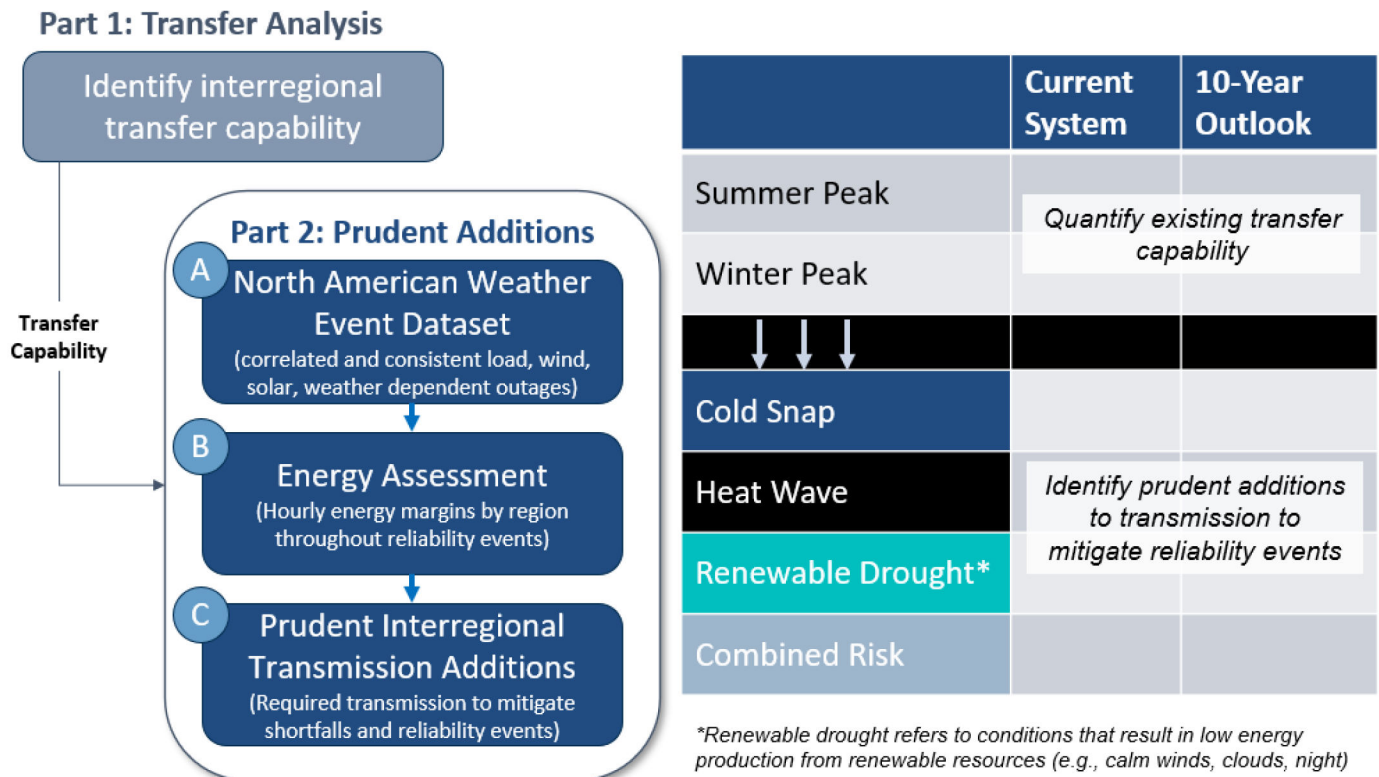 Part 1: Transfer Analysis
Identify interregional
transfer capability
Transfer
Capability
Part 2: Prudent Additions
A
North American Weather
Event Dataset
(correlated and consistent load, wind,
solar, weather dependent outages)
B
Energy Assessment
(Hourly energy margins by region
throughout reliability events)
C
Prudent Interregional
Transmission Additions
(Required transmission to mitigate
shortfalls and reliability events)
Current
System
10-Year
Outlook
Summer Peak
Winter Peak
Quantify existing transfer
capability
Cold Snap
Heat Wave
Renewable Drought*
Combined Risk
Identify prudent additions
to transmission to
mitigate reliability events
*Renewable drought refers to conditions that result in low energy
production from renewable resources (e.g., calm winds, clouds, night)